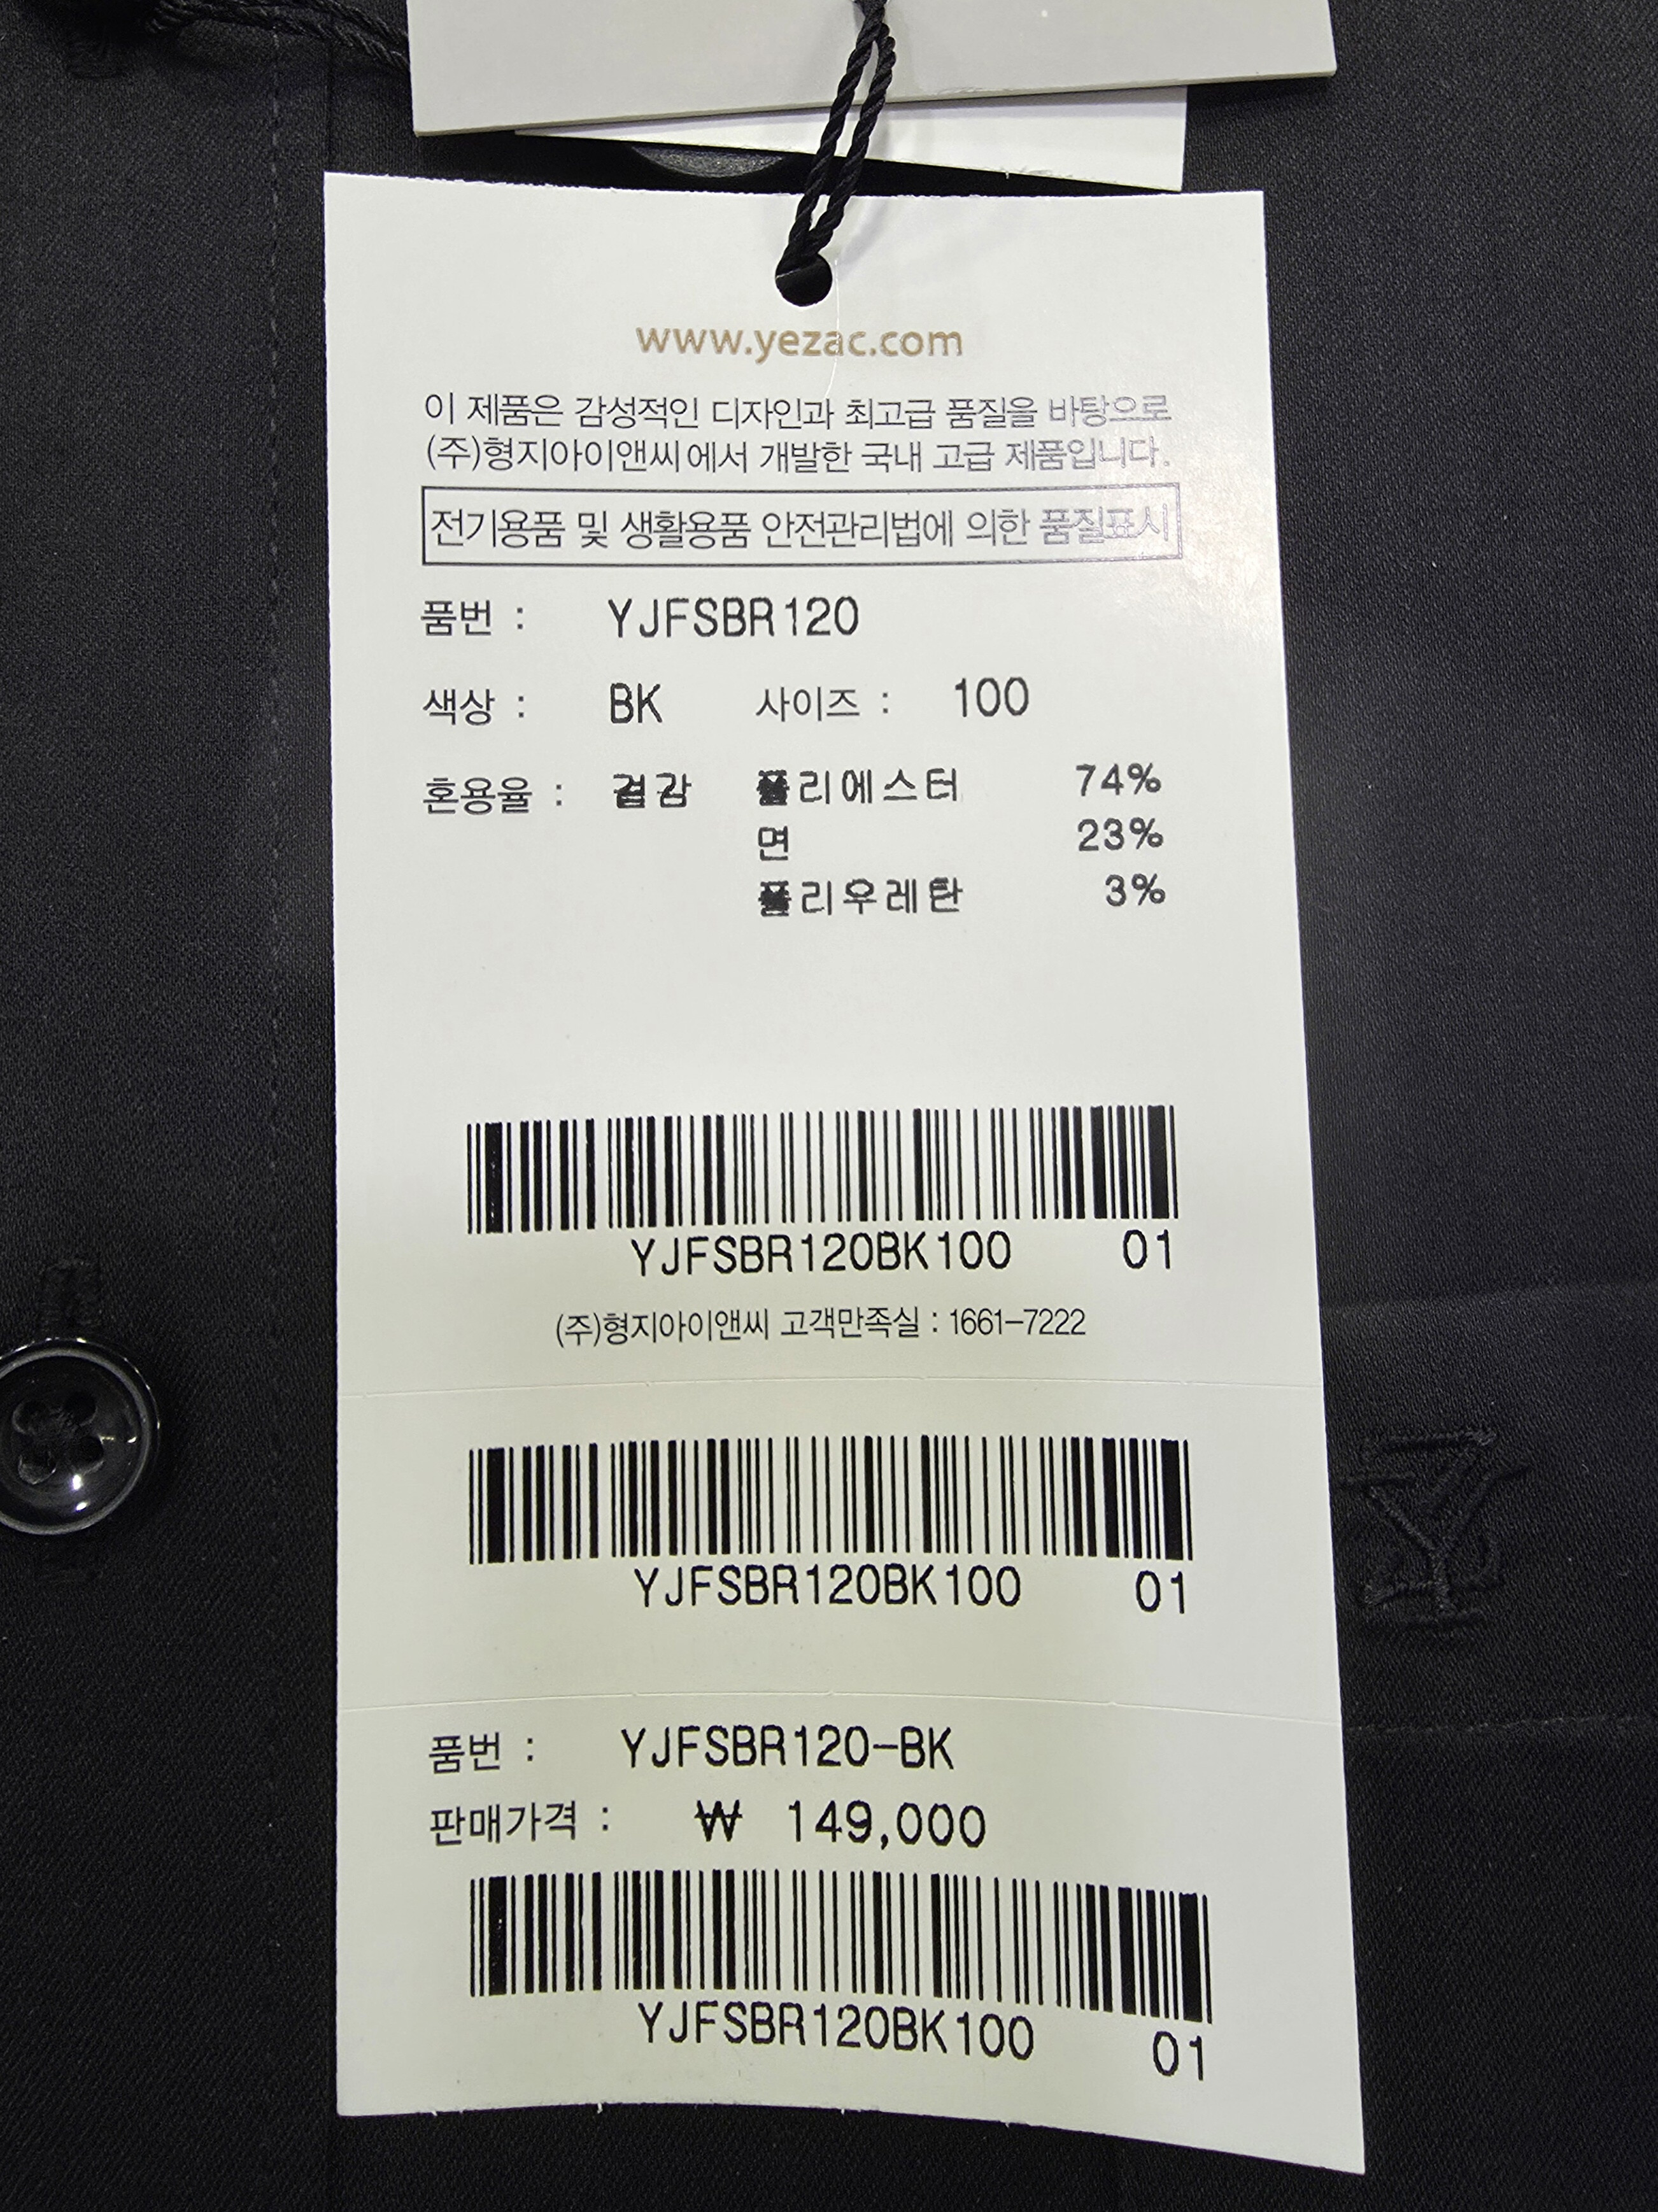 www.yezac.com
이 제품은 감성적인 디자인과 최고급 품질을 바탕으로
(주)형지아이앤씨에서 개발한 국내 고급 제품입니다.
전기용품 및 생활용품 안전관리법에 의한 품질표시
품번 : YJFSBR120
색상 : BK 사이즈 : 100
혼용율 : 겉감 폴리에스터 74%
면 23%
폴리우레탄 3%
YJFSBR120BK100 01
(주)형지아이앤씨 고객만족실 : 1661-7222
YJFSBR120BK100 01
품번 : YJFSBR120-BK
판매가격 : ₩ 149,000
YJFSBR120BK100 01